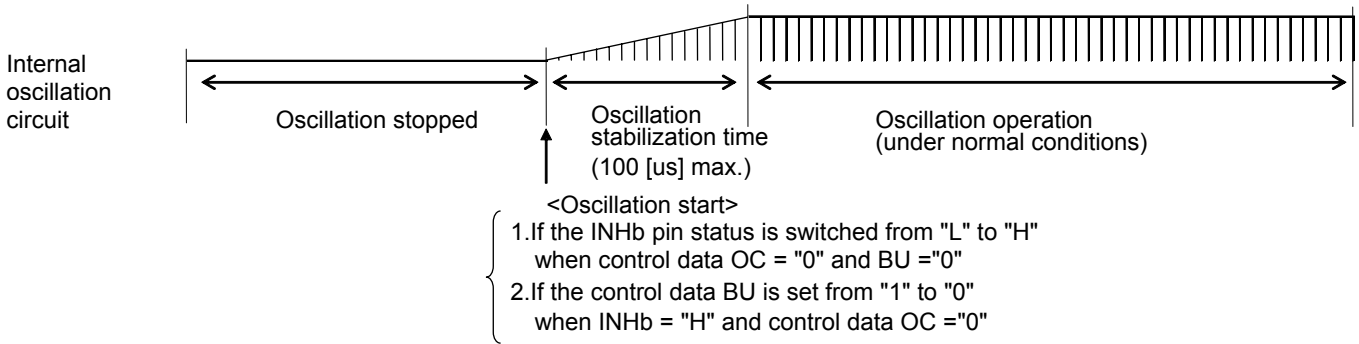 Internal
oscillation
circuit
Oscillation stopped
Oscillation
stabilization time
(100 [us] max.)
Oscillation operation
(under normal conditions)
<Oscillation start>
1.If the INHb pin status is switched from "L" to "H"
when control data OC = "0" and BU ="0"
2.If the control data BU is set from "1" to "0"
when INHb = "H" and control data OC ="0"